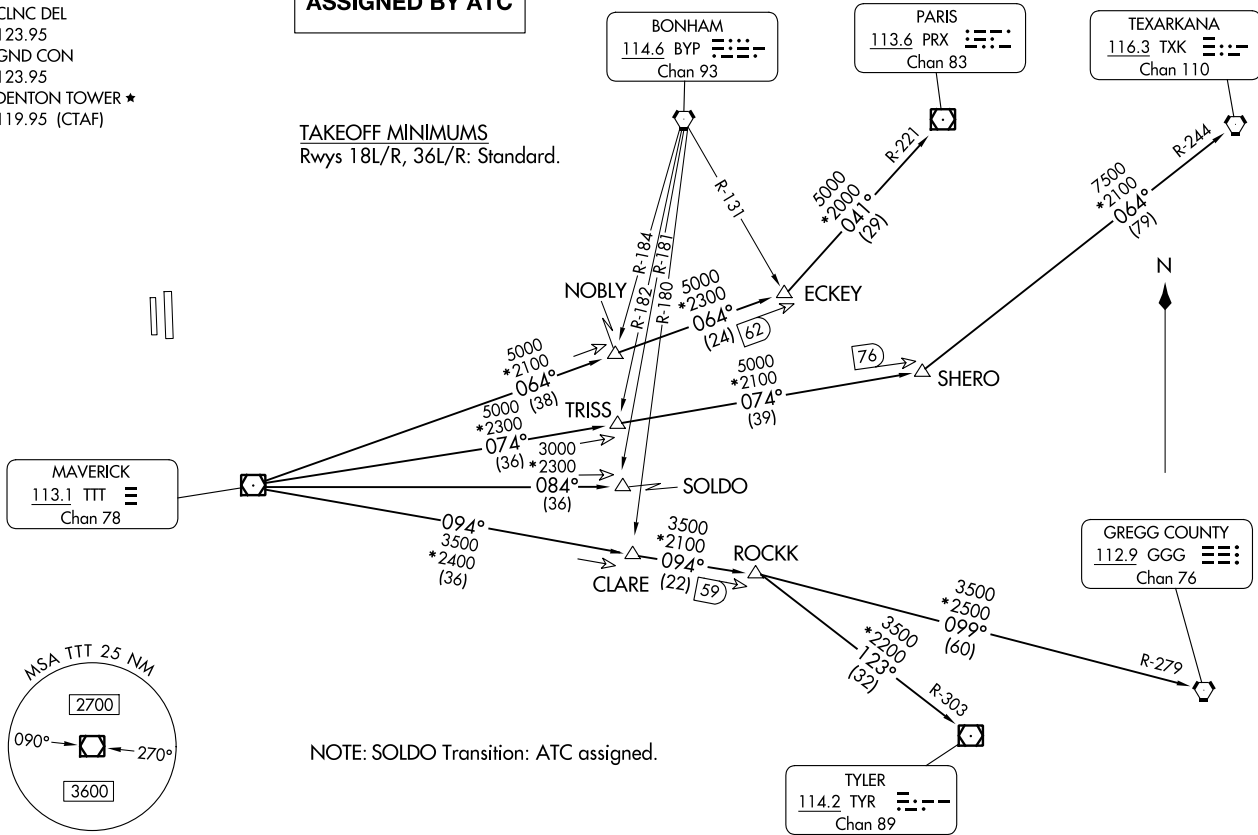 CLNC DEL
123.95
GND CON
123.95
DENTON TOWER ★
119.95 (CTAF)
ASSIGNED BY ATC
TAKEOFF MINIMUMS
Rwys 18L/R, 36L/R: Standard.
BONHAM
114.6 BYP
Chan 93
PARIS
113.6 PRX
Chan 83
TEXARKANA
116.3 TXK
Chan 110
R-221
R-244
R-131
5000
*2000
041°
(29)
7500
*2100
064°
(79)
R-184
R-181
R-182
R-180
N
NOBLY
5000
*2300
064°
(24)
62
ECKEY
5000
*2100
064°
(38)
TRISS
5000
*2100
074°
(39)
76
SHERO
5000
*2300
074°
(36)
3000
*2300
084°
(36)
SOLDO
MAVERICK
113.1 TTT
Chan 78
094°
3500
*2400
(36)
CLARE
3500
*2100
094°
(22)
59
ROCKK
GREGG COUNTY
112.9 GGG
Chan 76
3500
*2500
099°
(60)
R-279
3500
*2200
123°
(32)
R-303
MSA TTT 25 NM
2700
090°
270°
3600
NOTE: SOLDO Transition: ATC assigned.
TYLER
114.2 TYR
Chan 89